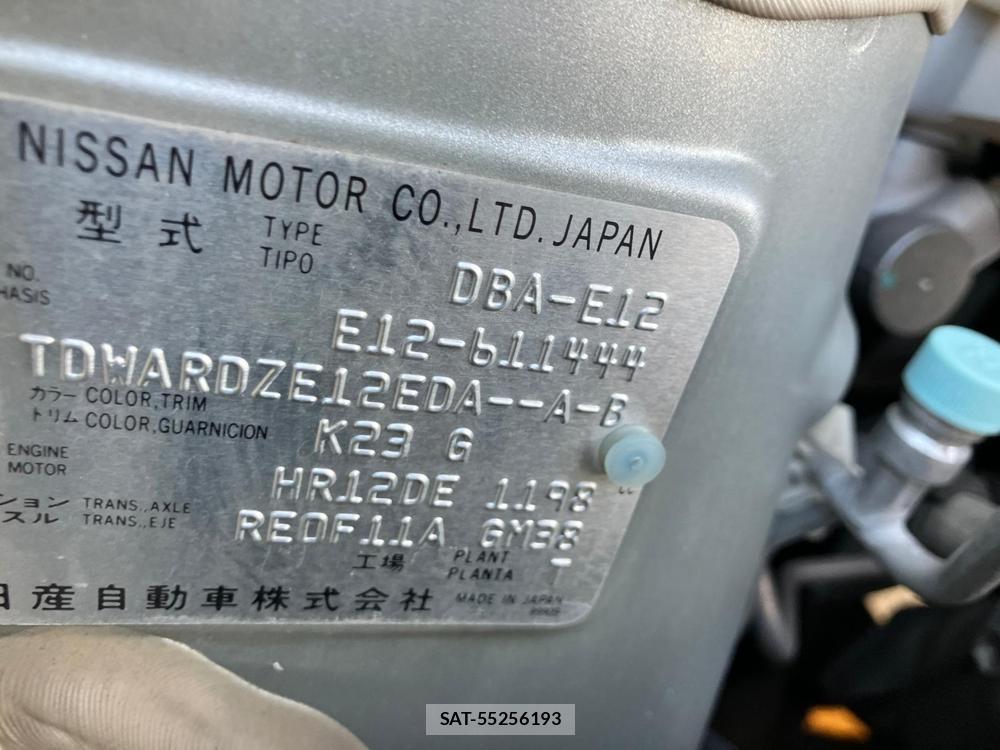 NISSAN MOTOR CO.,LTD. JAPAN
型式 TYPE
TIPO
DBA-E12
NO.
HASIS
E12-611444
TDWARDZE12EDA--A-B
カラー COLOR,TRIM
トリム COLOR,GUARNICION
K23 G
ENGINE
MOTOR
HR12DE 1198
cc
ション TRANS.,AXLE
スル TRANS.,EJE
RE0F11A GM38
工場 PLANT
PLANTA
-
日産自動車株式会社 MADE IN JAPAN
SAT-55256193